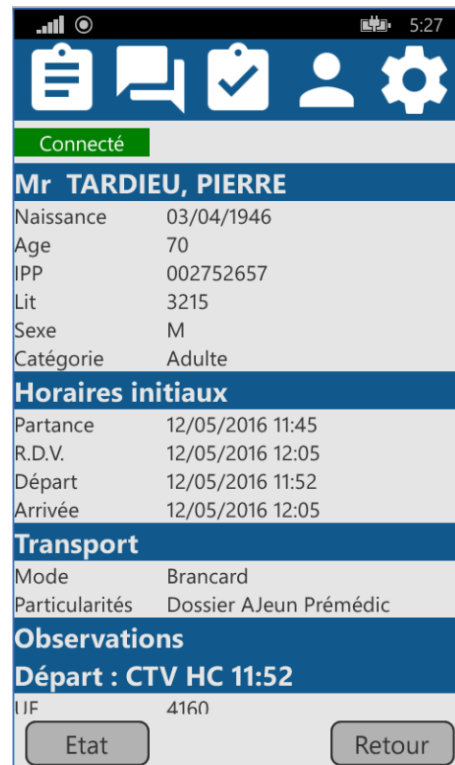 5:27
Connecté
Mr TARDIEU, PIERRE
Naissance 03/04/1946
Age 70
IPP 002752657
Lit 3215
Sexe M
Catégorie Adulte
Horaires initiaux
Partance 12/05/2016 11:45
R.D.V. 12/05/2016 12:05
Départ 12/05/2016 11:52
Arrivée 12/05/2016 12:05
Transport
Mode Brancard
Particularités Dossier AJeun Prémédic
Observations
Départ : CTV HC 11:52
UF 4160
Etat Retour